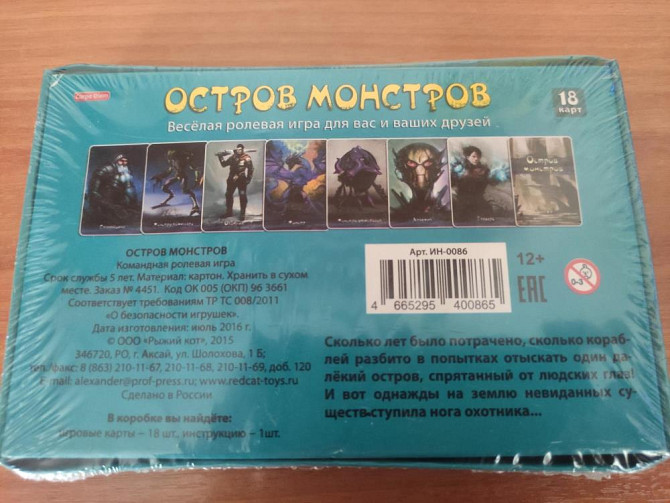 ОСТРОВ МОНСТРОВ
18
карт
Весёлая ролевая игра для вас и ваших друзей
Остров
монстров
ОСТРОВ МОНСТРОВ
Командная ролевая игра
Срок службы 5 лет. Материал: картон. Хранить в сухом
месте. Заказ № 4451. Код ОК 005 (ОКП) 96 3661
Соответствует требованиям ТР ТС 008/2011
«О безопасности игрушек».
Дата изготовления: июль 2016 г.
© ООО «Рыжий кот», 2015
346720, РО, г. Аксай, ул. Шолохова, 1 Б;
тел./факс: 8 (863) 210-11-67, 210-11-68, 210-11-69, доб. 120
E-mail: alexander@prof-press.ru; www.redcat-toys.ru
Сделано в России
В коробке вы найдёте:
игровые карты – 18 шт., инструкцию – 1шт.
Арт. ИН-0086
4 665295 400865
12+
EAC
0-3
Сколько лет было потрачено, сколько кораб-
лей разбито в попытках отыскать один да-
лёкий остров, спрятанный от людских глаз!
И вот однажды на землю невиданных су-
ществ ступила нога охотника...